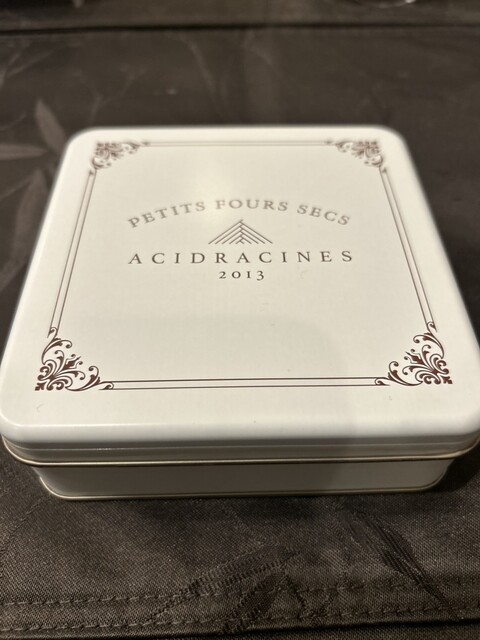 PETITS FOURS SECS
ACIDRACINES
2013